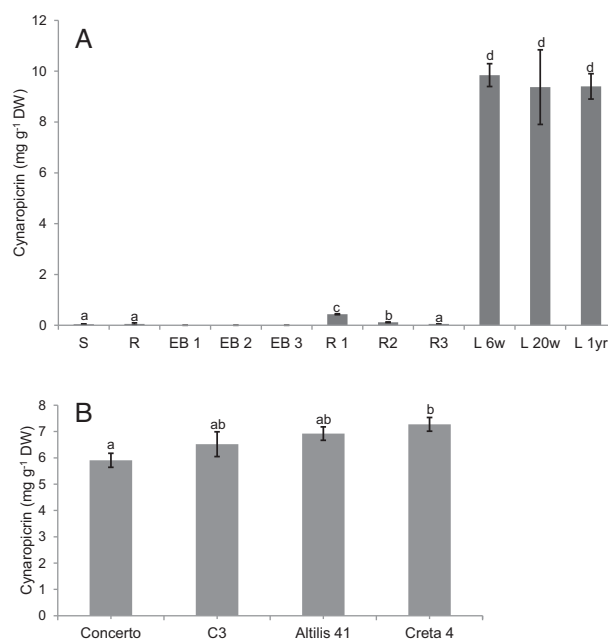 A
Cynaropicrin (mg g⁻¹ DW)
12
10
8
6
4
2
0
a a c b a d d d
S R EB 1 EB 2 EB 3 R 1 R2 R3 L 6w L 20w L 1yr
B
Cynaropicrin (mg g⁻¹ DW)
8
7
6
5
4
3
2
1
0
a ab ab b
Concerto C3 Altilis 41 Creta 4